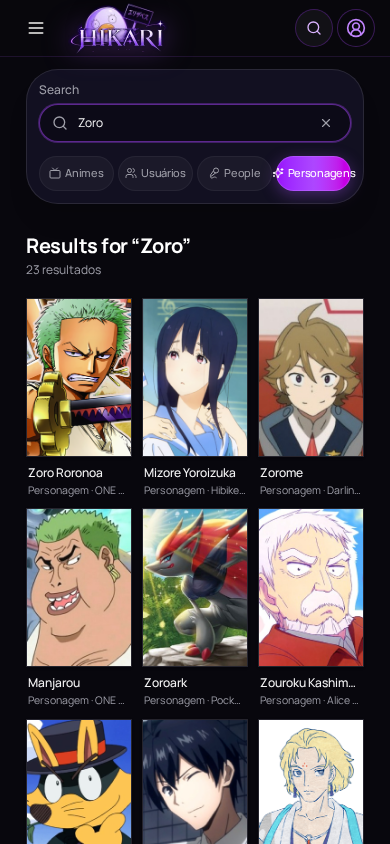 HIKARI
Search
Zoro
Animes
Usuários
People
Personagens
Results for “Zoro”
23 resultados
Zoro Roronoa
Mizore Yoroizuka
Zorome
Personagem · ONE ...
Personagem · Hibike...
Personagem · Darlin...
Manjarou
Zoroark
Zouroku Kashim...
Personagem · ONE ...
Personagem · Pock...
Personagem · Alice ...